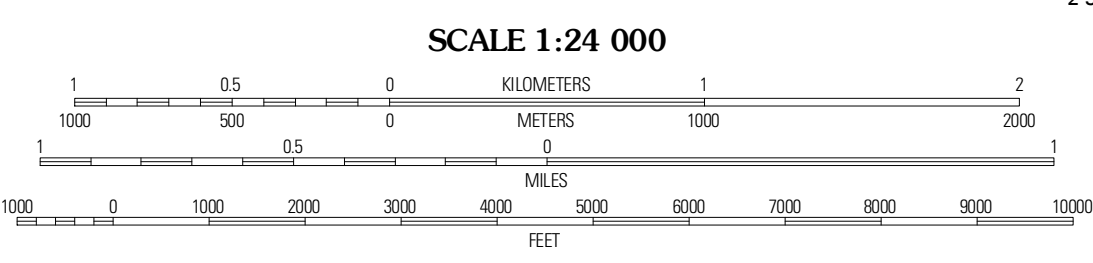 SCALE 1:24 000
1 0.5 0 KILOMETERS 1 2
1000 500 0 METERS 1000 2000
1 0.5 0 1
MILES
1000 0 1000 2000 3000 4000 5000 6000 7000 8000 9000 10000
FEET